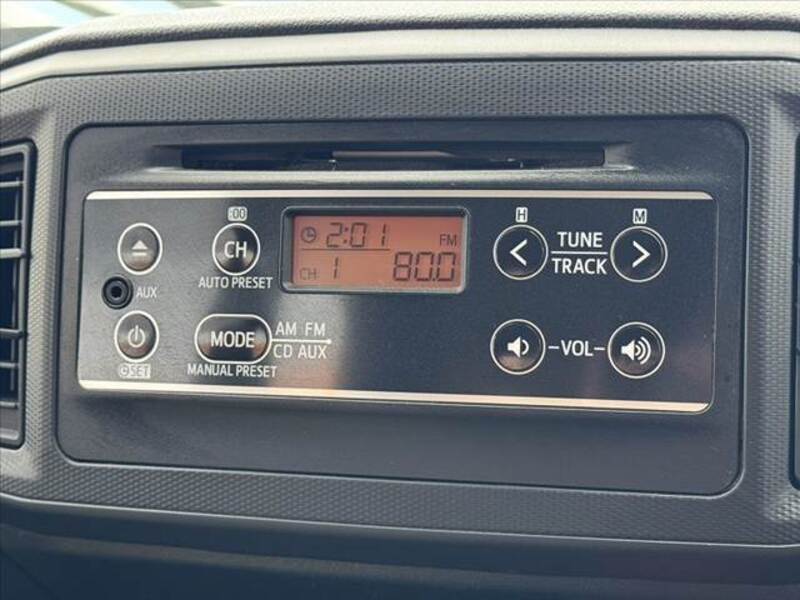 :00
H
M
CH
AUTO PRESET
2:01
FM
CH 1 80.0
TUNE
TRACK
AUX
MODE
AM FM
CD AUX
MANUAL PRESET
SET
-VOL-